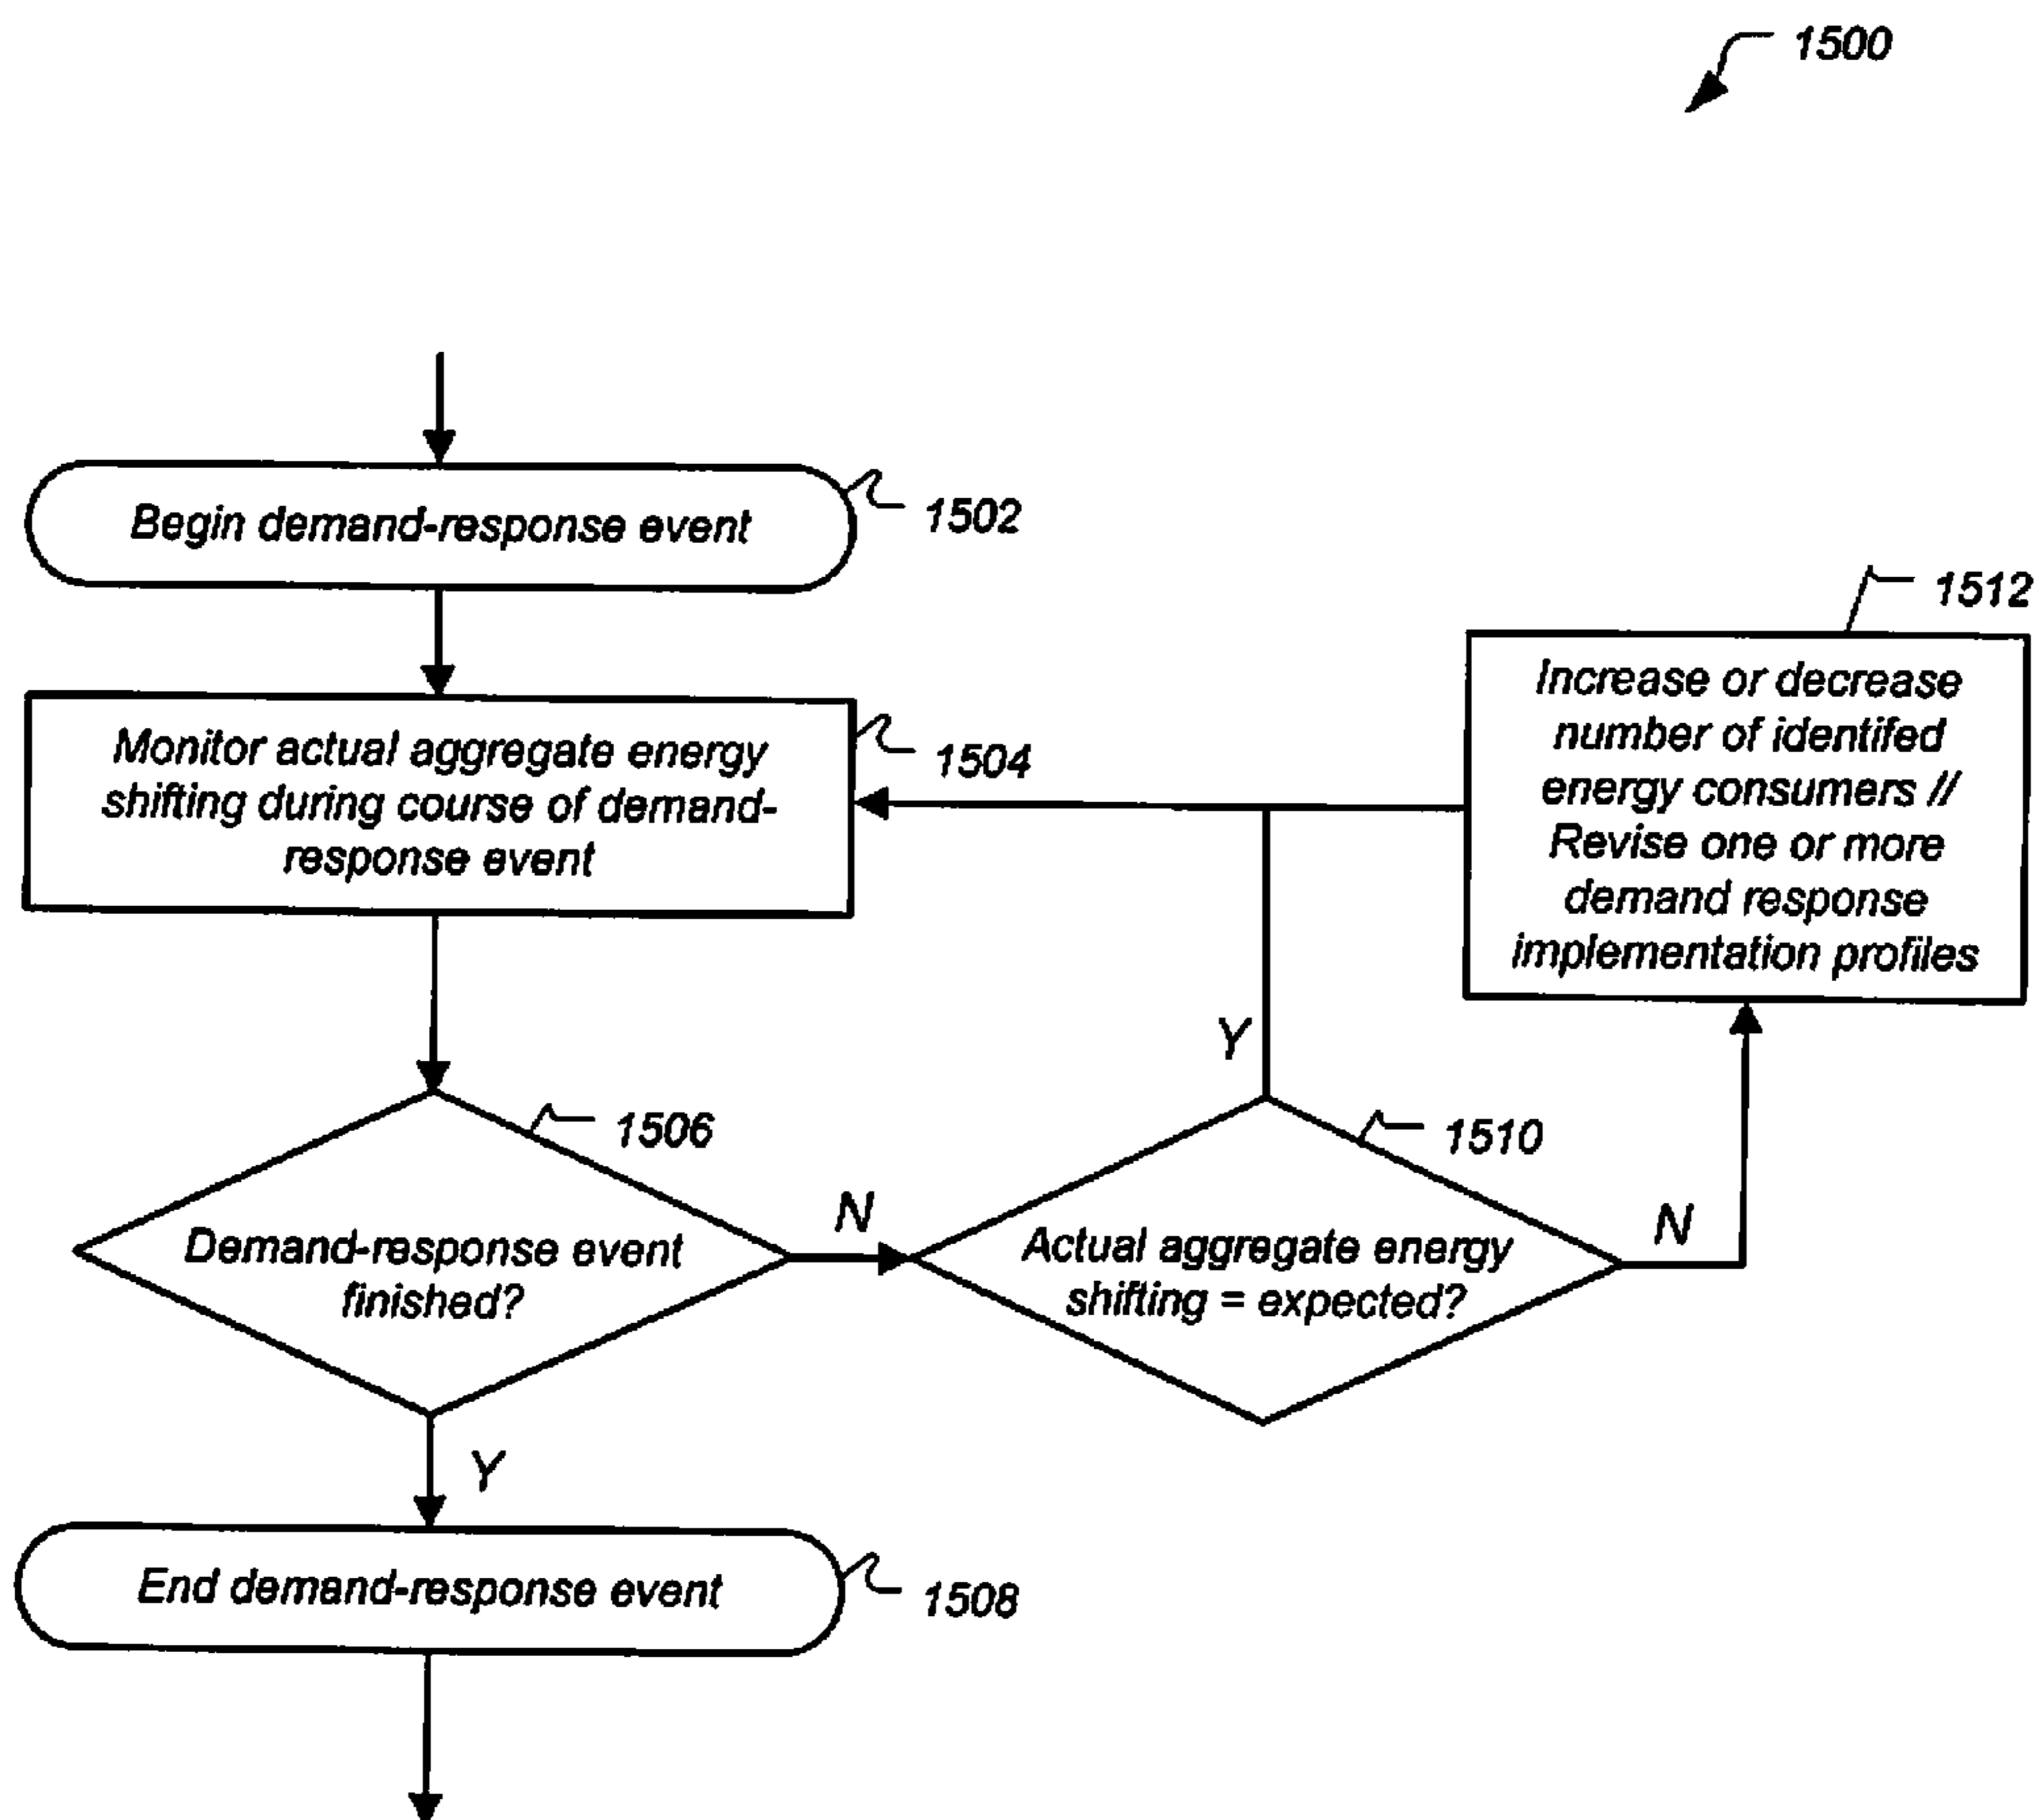 1500
Begin demand-response event
1502
Monitor actual aggregate energy
shifting during course of demand-
response event
1504
1512
Increase or decrease
number of identifed
energy consumers //
Revise one or more
demand response
implementation profiles
Y
1506
1510
Demand-response event
finished?
N
Actual aggregate energy
shifting = expected?
N
Y
End demand-response event
1508